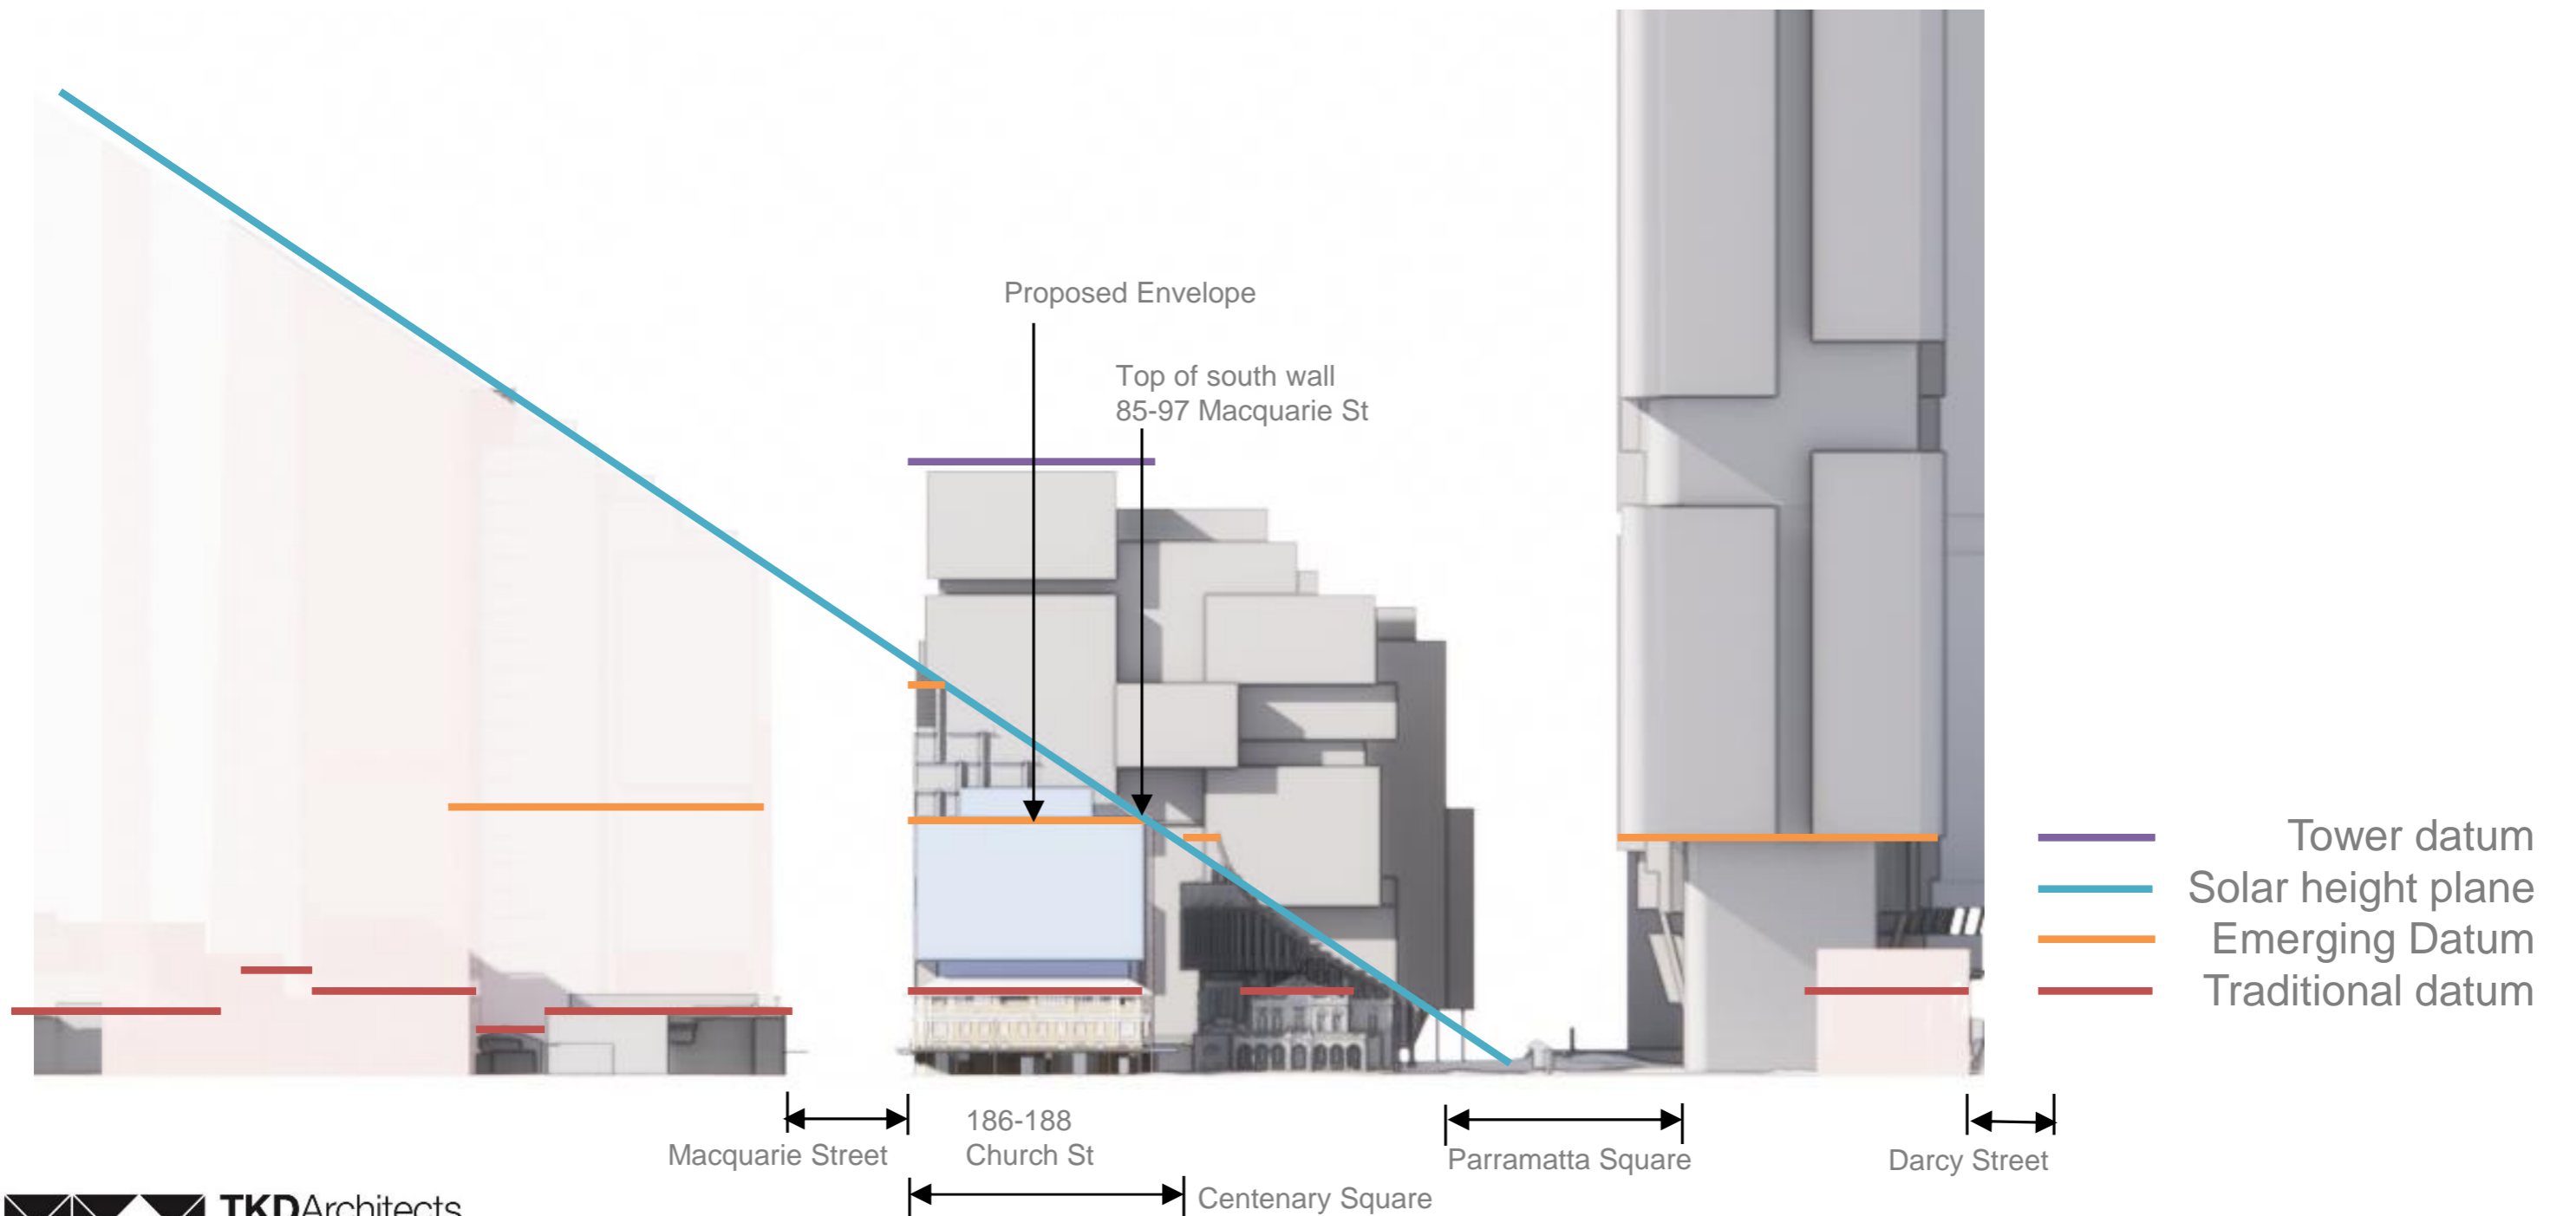 Proposed Envelope
Top of south wall
85-97 Macquarie St
Tower datum
Solar height plane
Emerging Datum
Traditional datum
186-188
Church St
Macquarie Street
Parramatta Square
Darcy Street
Centenary Square
TKDArchitects